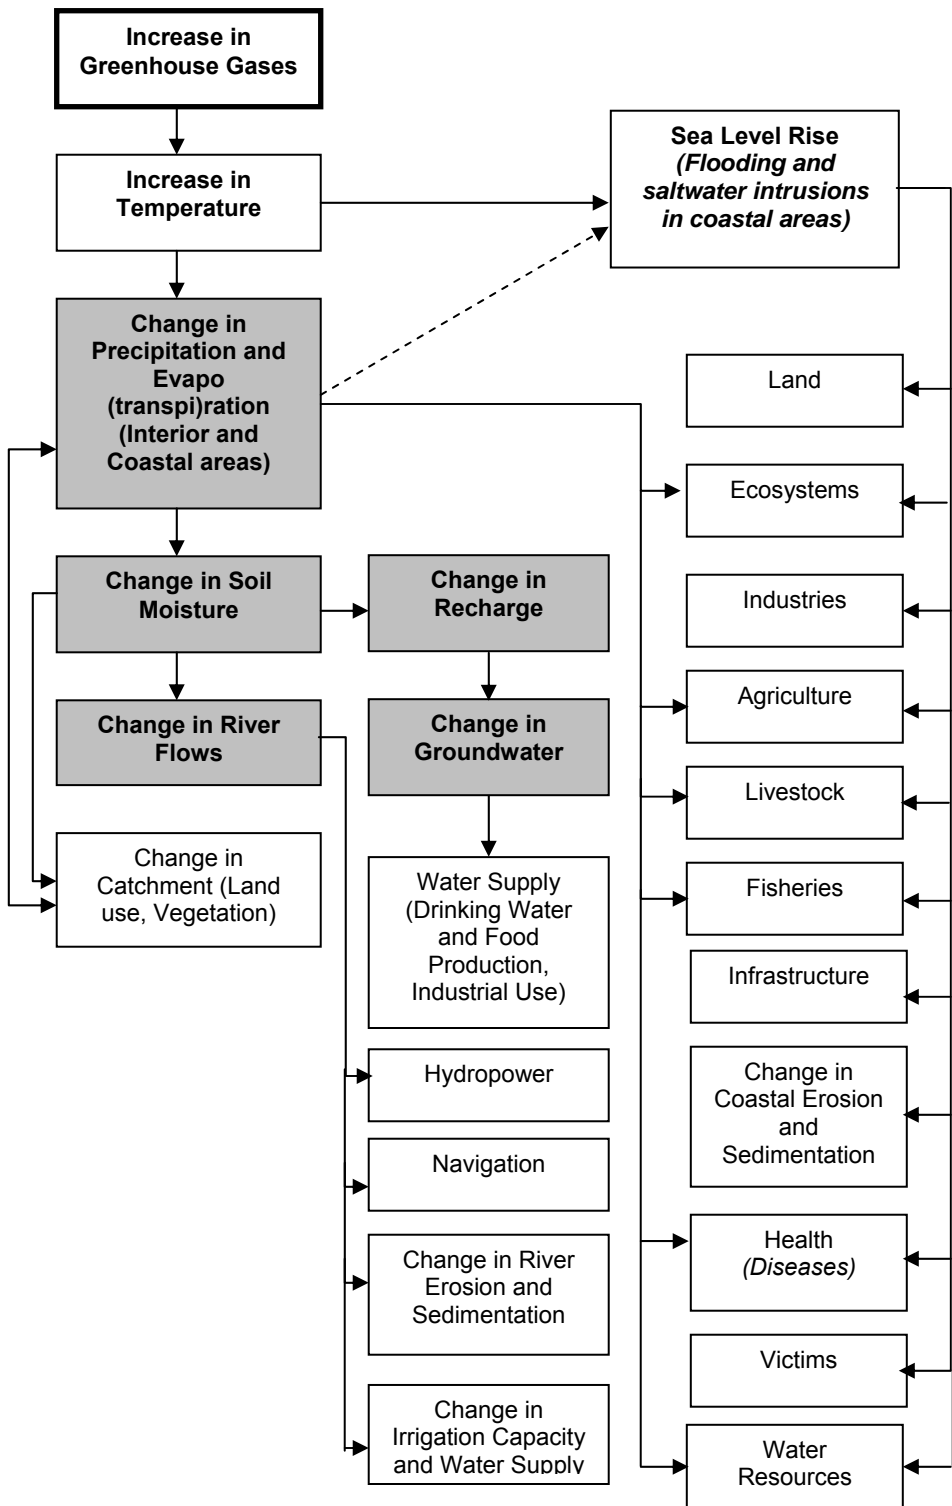 Increase in
Greenhouse Gases
Increase in
Temperature
Sea Level Rise
(Flooding and
saltwater intrusions
in coastal areas)
Change in
Precipitation and
Evapo
(transpi)ration
(Interior and
Coastal areas)
Change in Soil
Moisture
Change in
Recharge
Change in River
Flows
Change in
Groundwater
Change in
Catchment (Land
use, Vegetation)
Water Supply
(Drinking Water
and Food
Production,
Industrial Use)
Hydropower
Navigation
Change in River
Erosion and
Sedimentation
Change in
Irrigation Capacity
and Water Supply
Land
Ecosystems
Industries
Agriculture
Livestock
Fisheries
Infrastructure
Change in
Coastal Erosion
and
Sedimentation
Health
(Diseases)
Victims
Water
Resources